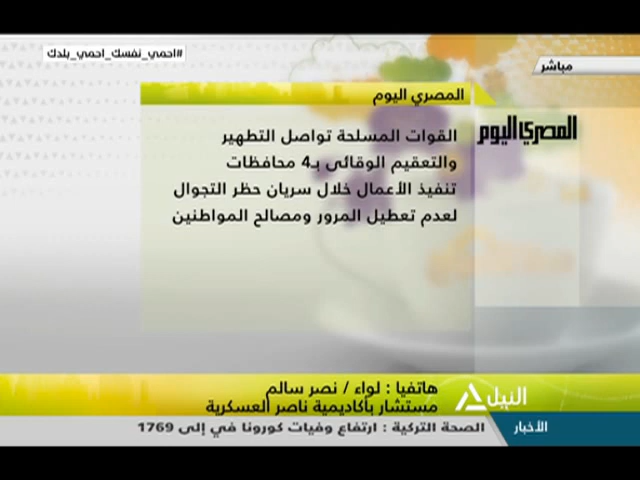 #احمي_نفسك_احمي_بلدك
مباشر
المصري اليوم
المصري اليوم
القوات المسلحة تواصل التطهير
والتعقيم الوقائى بـ4 محافظات
تنفيذ الأعمال خلال سريان حظر التجوال
لعدم تعطيل المرور ومصالح المواطنين
هاتفيا : لواء / نصر سالم
مستشار بأكاديمية ناصر العسكرية
النيل
الأخبار
الصحة التركية : ارتفاع وفيات كورونا في إلى 1769